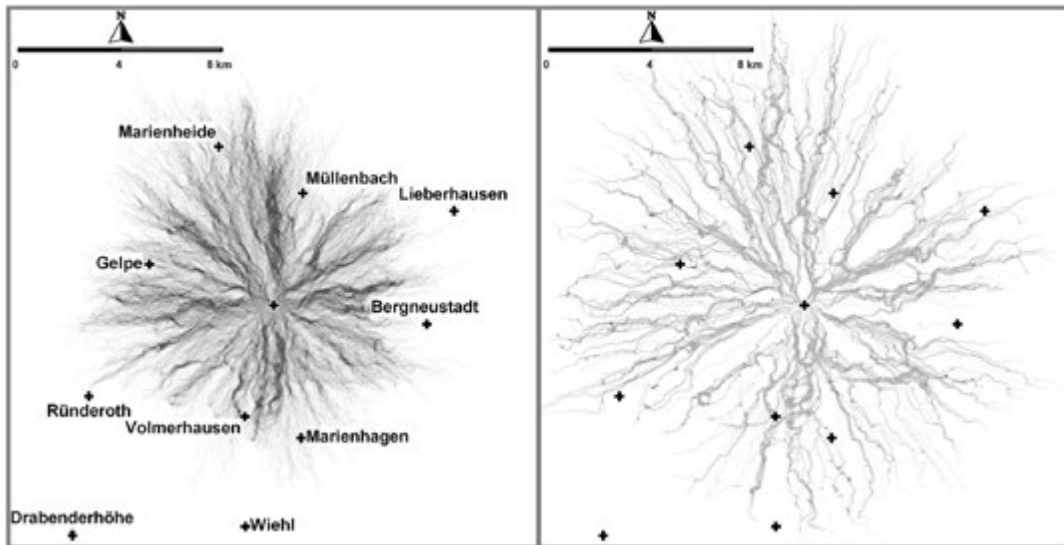 N
0 4 8 km
Marienheide
Müllenbach
Lieberhausen
Gelpe
Bergneustadt
Ründeroth
Volmerhausen
Marienhagen
Drabenderhöhe
Wiehl
N
0 4 8 km